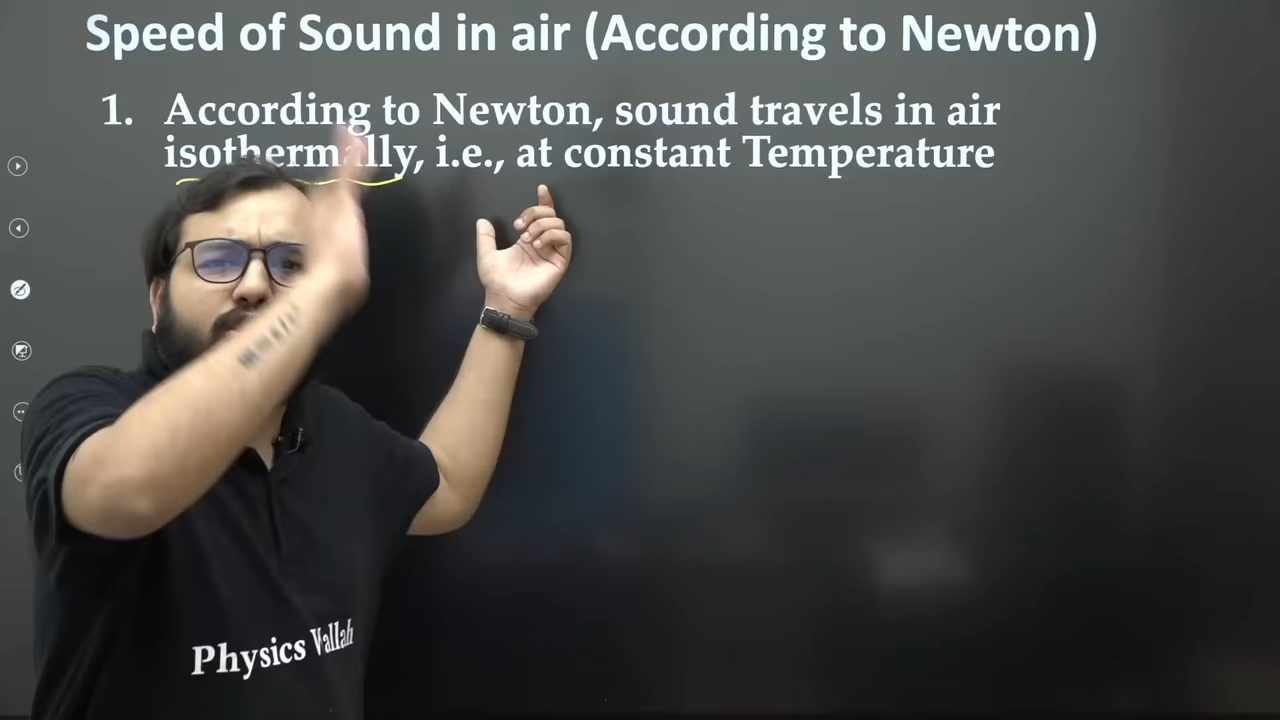 Speed of Sound in air (According to Newton)
1. According to Newton, sound travels in air
isothermally, i.e., at constant Temperature
Physics Wallah